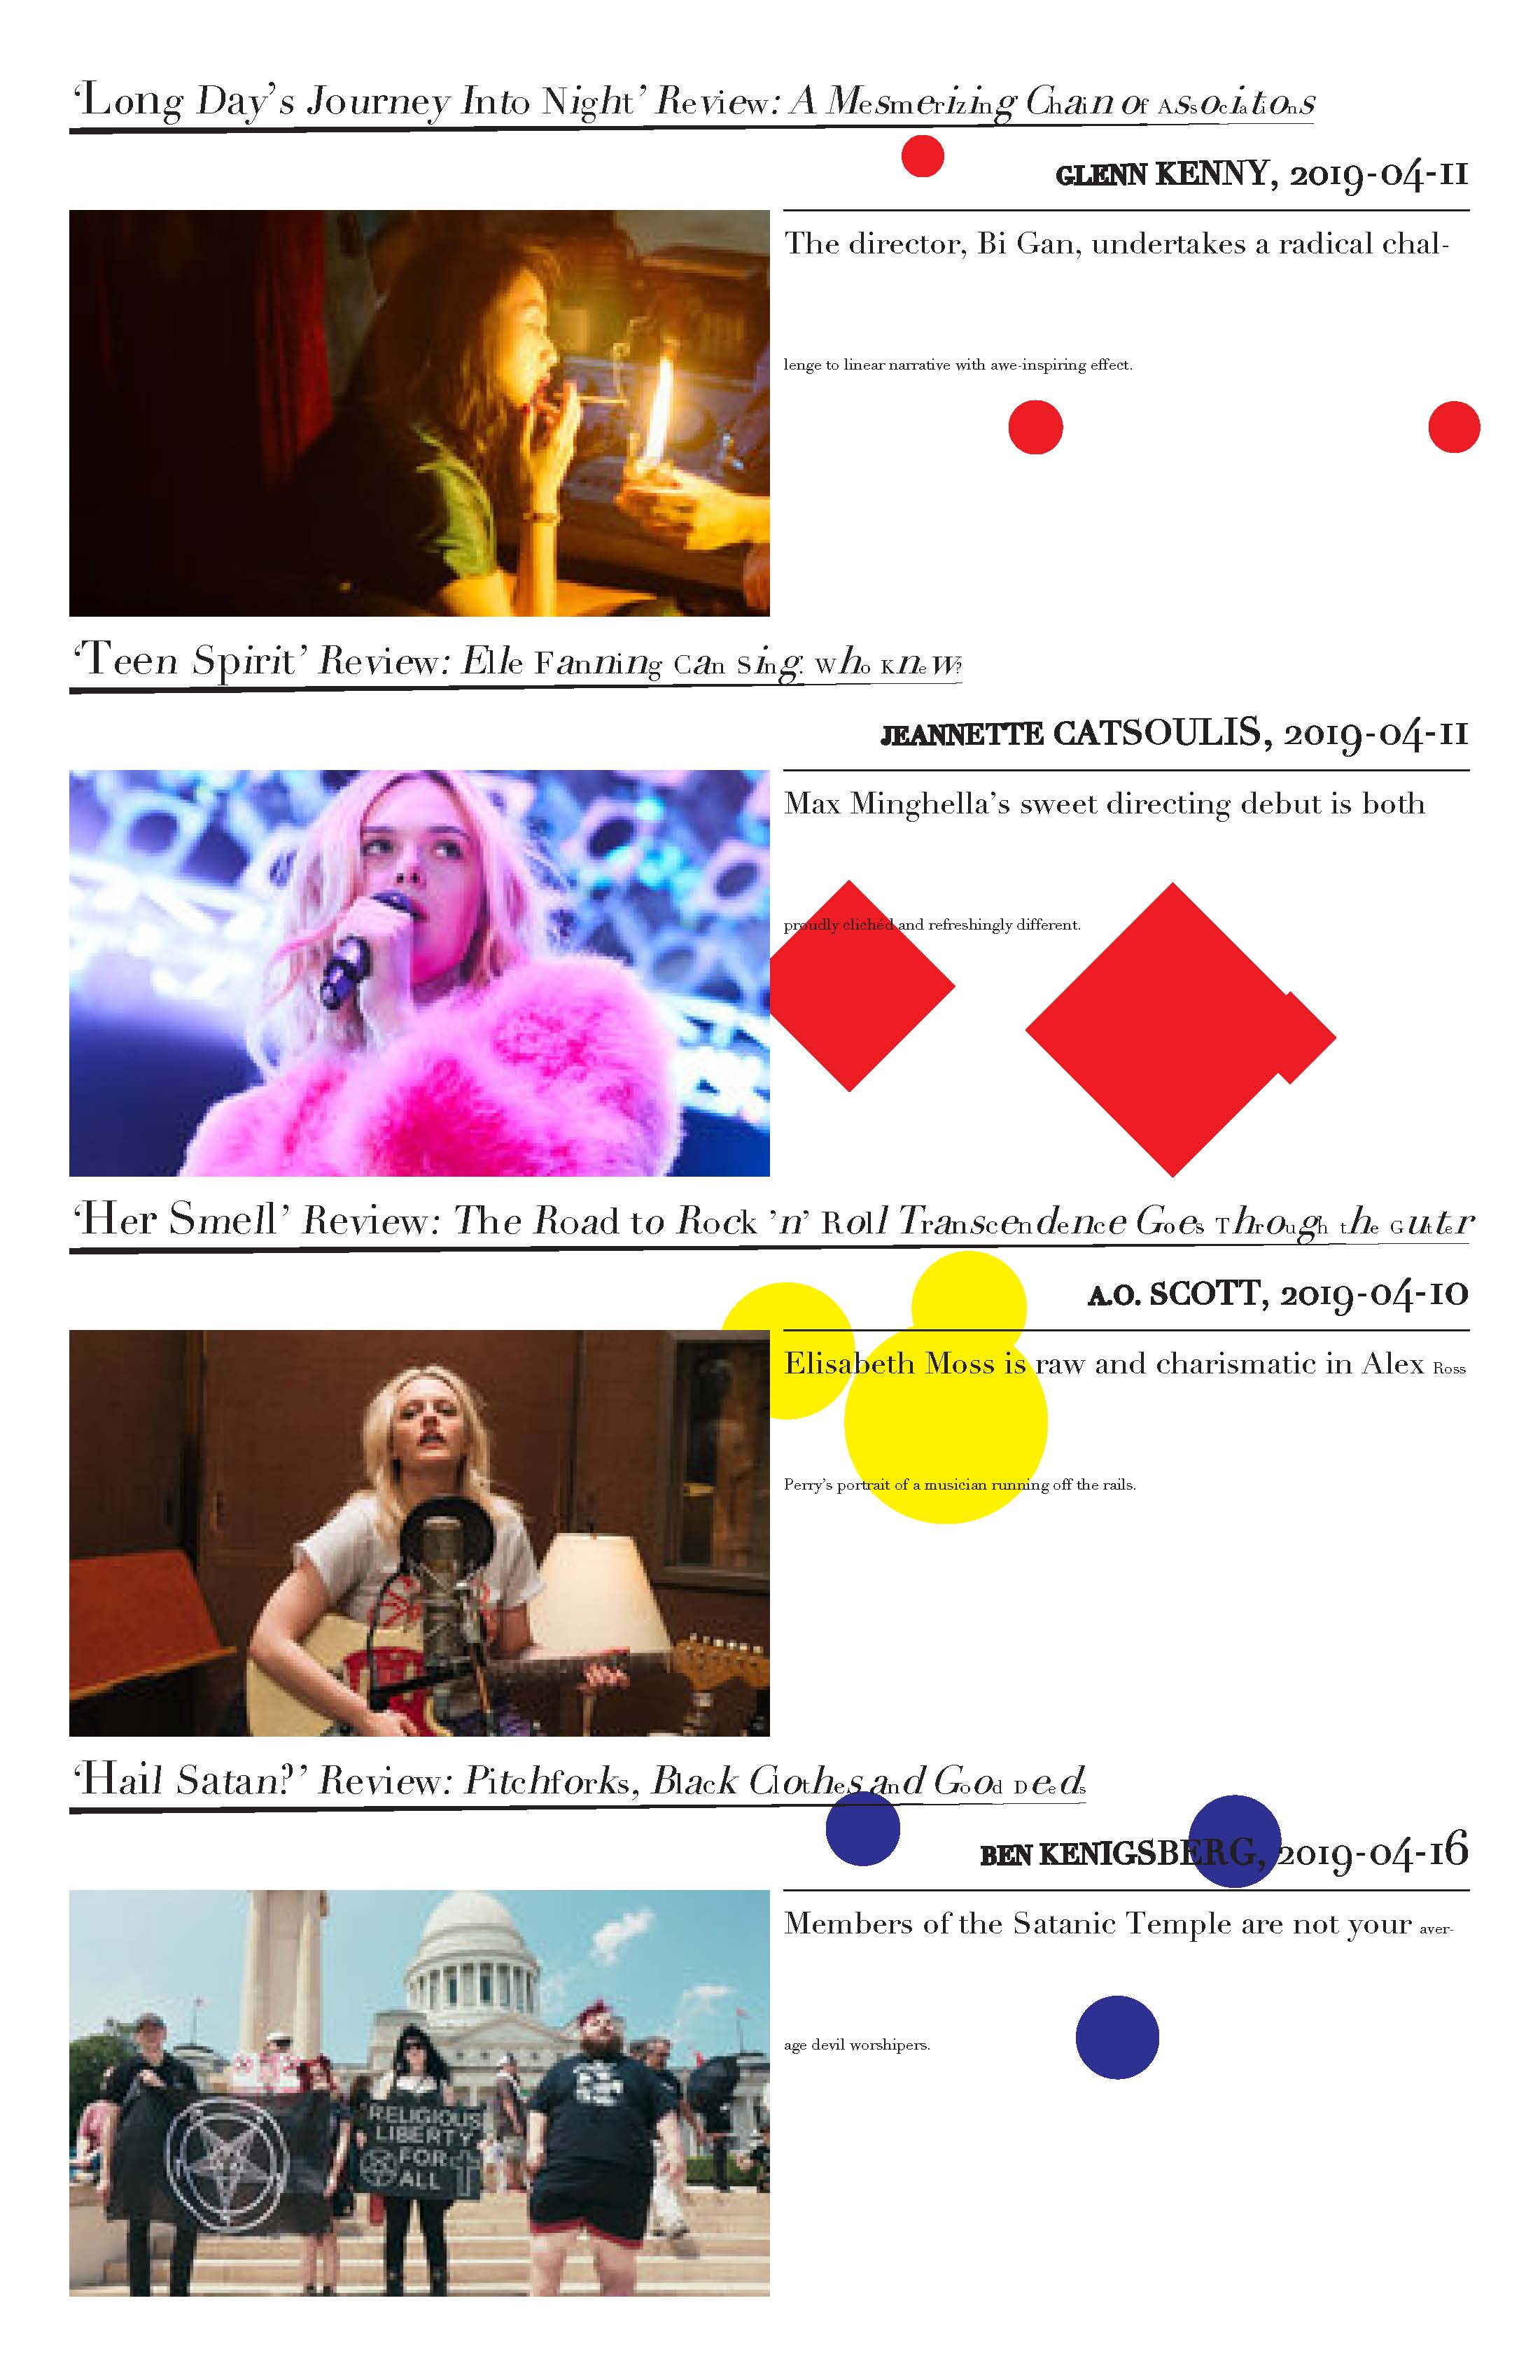 ‘Long Day’s Journey Into Night’ Review: A Mesmerizing Chain of Associations
GLENN KENNY, 2019-04-11
The director, Bi Gan, undertakes a radical chal-
lenge to linear narrative with awe-inspiring effect.
‘Teen Spirit’ Review: Elle Fanning Can Sing. Who Knew?
JEANNETTE CATSOULIS, 2019-04-11
Max Minghella’s sweet directing debut is both
proudly clichéd and refreshingly different.
‘Her Smell’ Review: The Road to Rock ’n’ Roll Transcendence Goes Through the Gutter
A.O. SCOTT, 2019-04-10
Elisabeth Moss is raw and charismatic in Alex Ross
Perry’s portrait of a musician running off the rails.
‘Hail Satan?’ Review: Pitchforks, Black Clothes and Good Deeds
BEN KENIGSBERG, 2019-04-16
Members of the Satanic Temple are not your aver-
age devil worshipers.
RELIGIOUS
LIBERTY
FOR
ALL